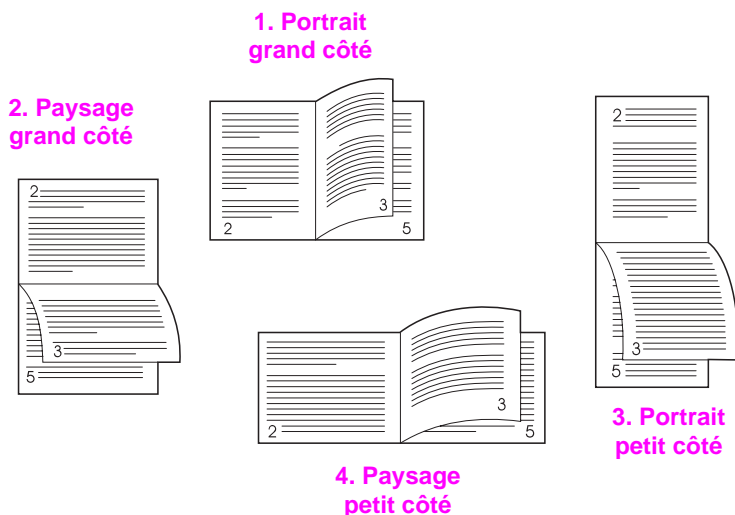 1. Portrait
grand côté
2. Paysage
grand côté
2
3
5
2
3
5
2
3
5
3. Portrait
petit côté
2
3
5
4. Paysage
petit côté